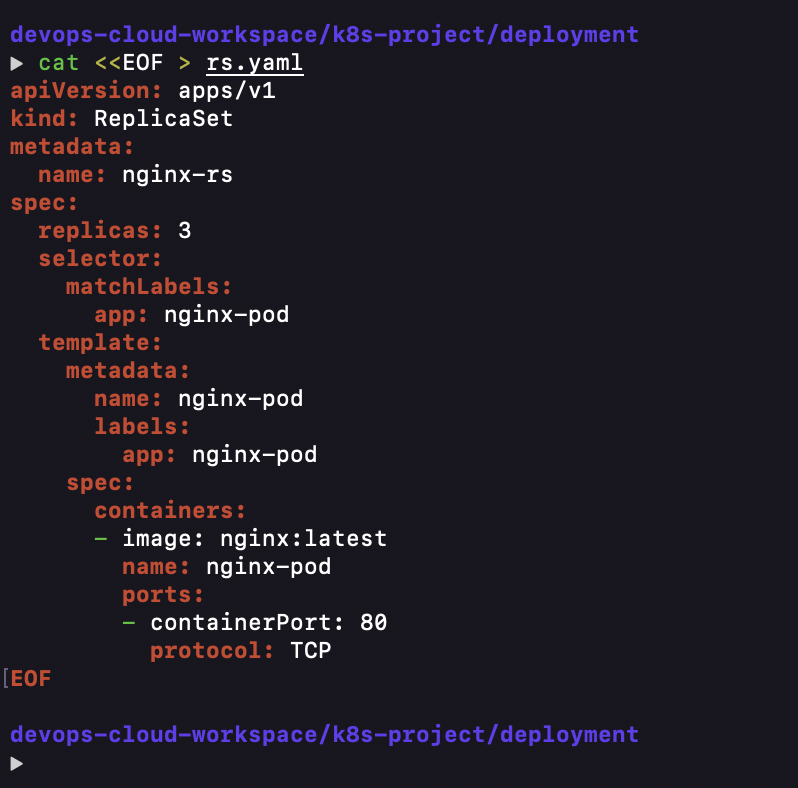 devops-cloud-workspace/k8s-project/deployment
▶ cat <<EOF > rs.yaml
apiVersion: apps/v1
kind: ReplicaSet
metadata:
  name: nginx-rs
spec:
  replicas: 3
  selector:
    matchLabels:
      app: nginx-pod
  template:
    metadata:
      name: nginx-pod
      labels:
        app: nginx-pod
    spec:
      containers:
      - image: nginx:latest
        name: nginx-pod
        ports:
        - containerPort: 80
          protocol: TCP
[EOF
devops-cloud-workspace/k8s-project/deployment
▶